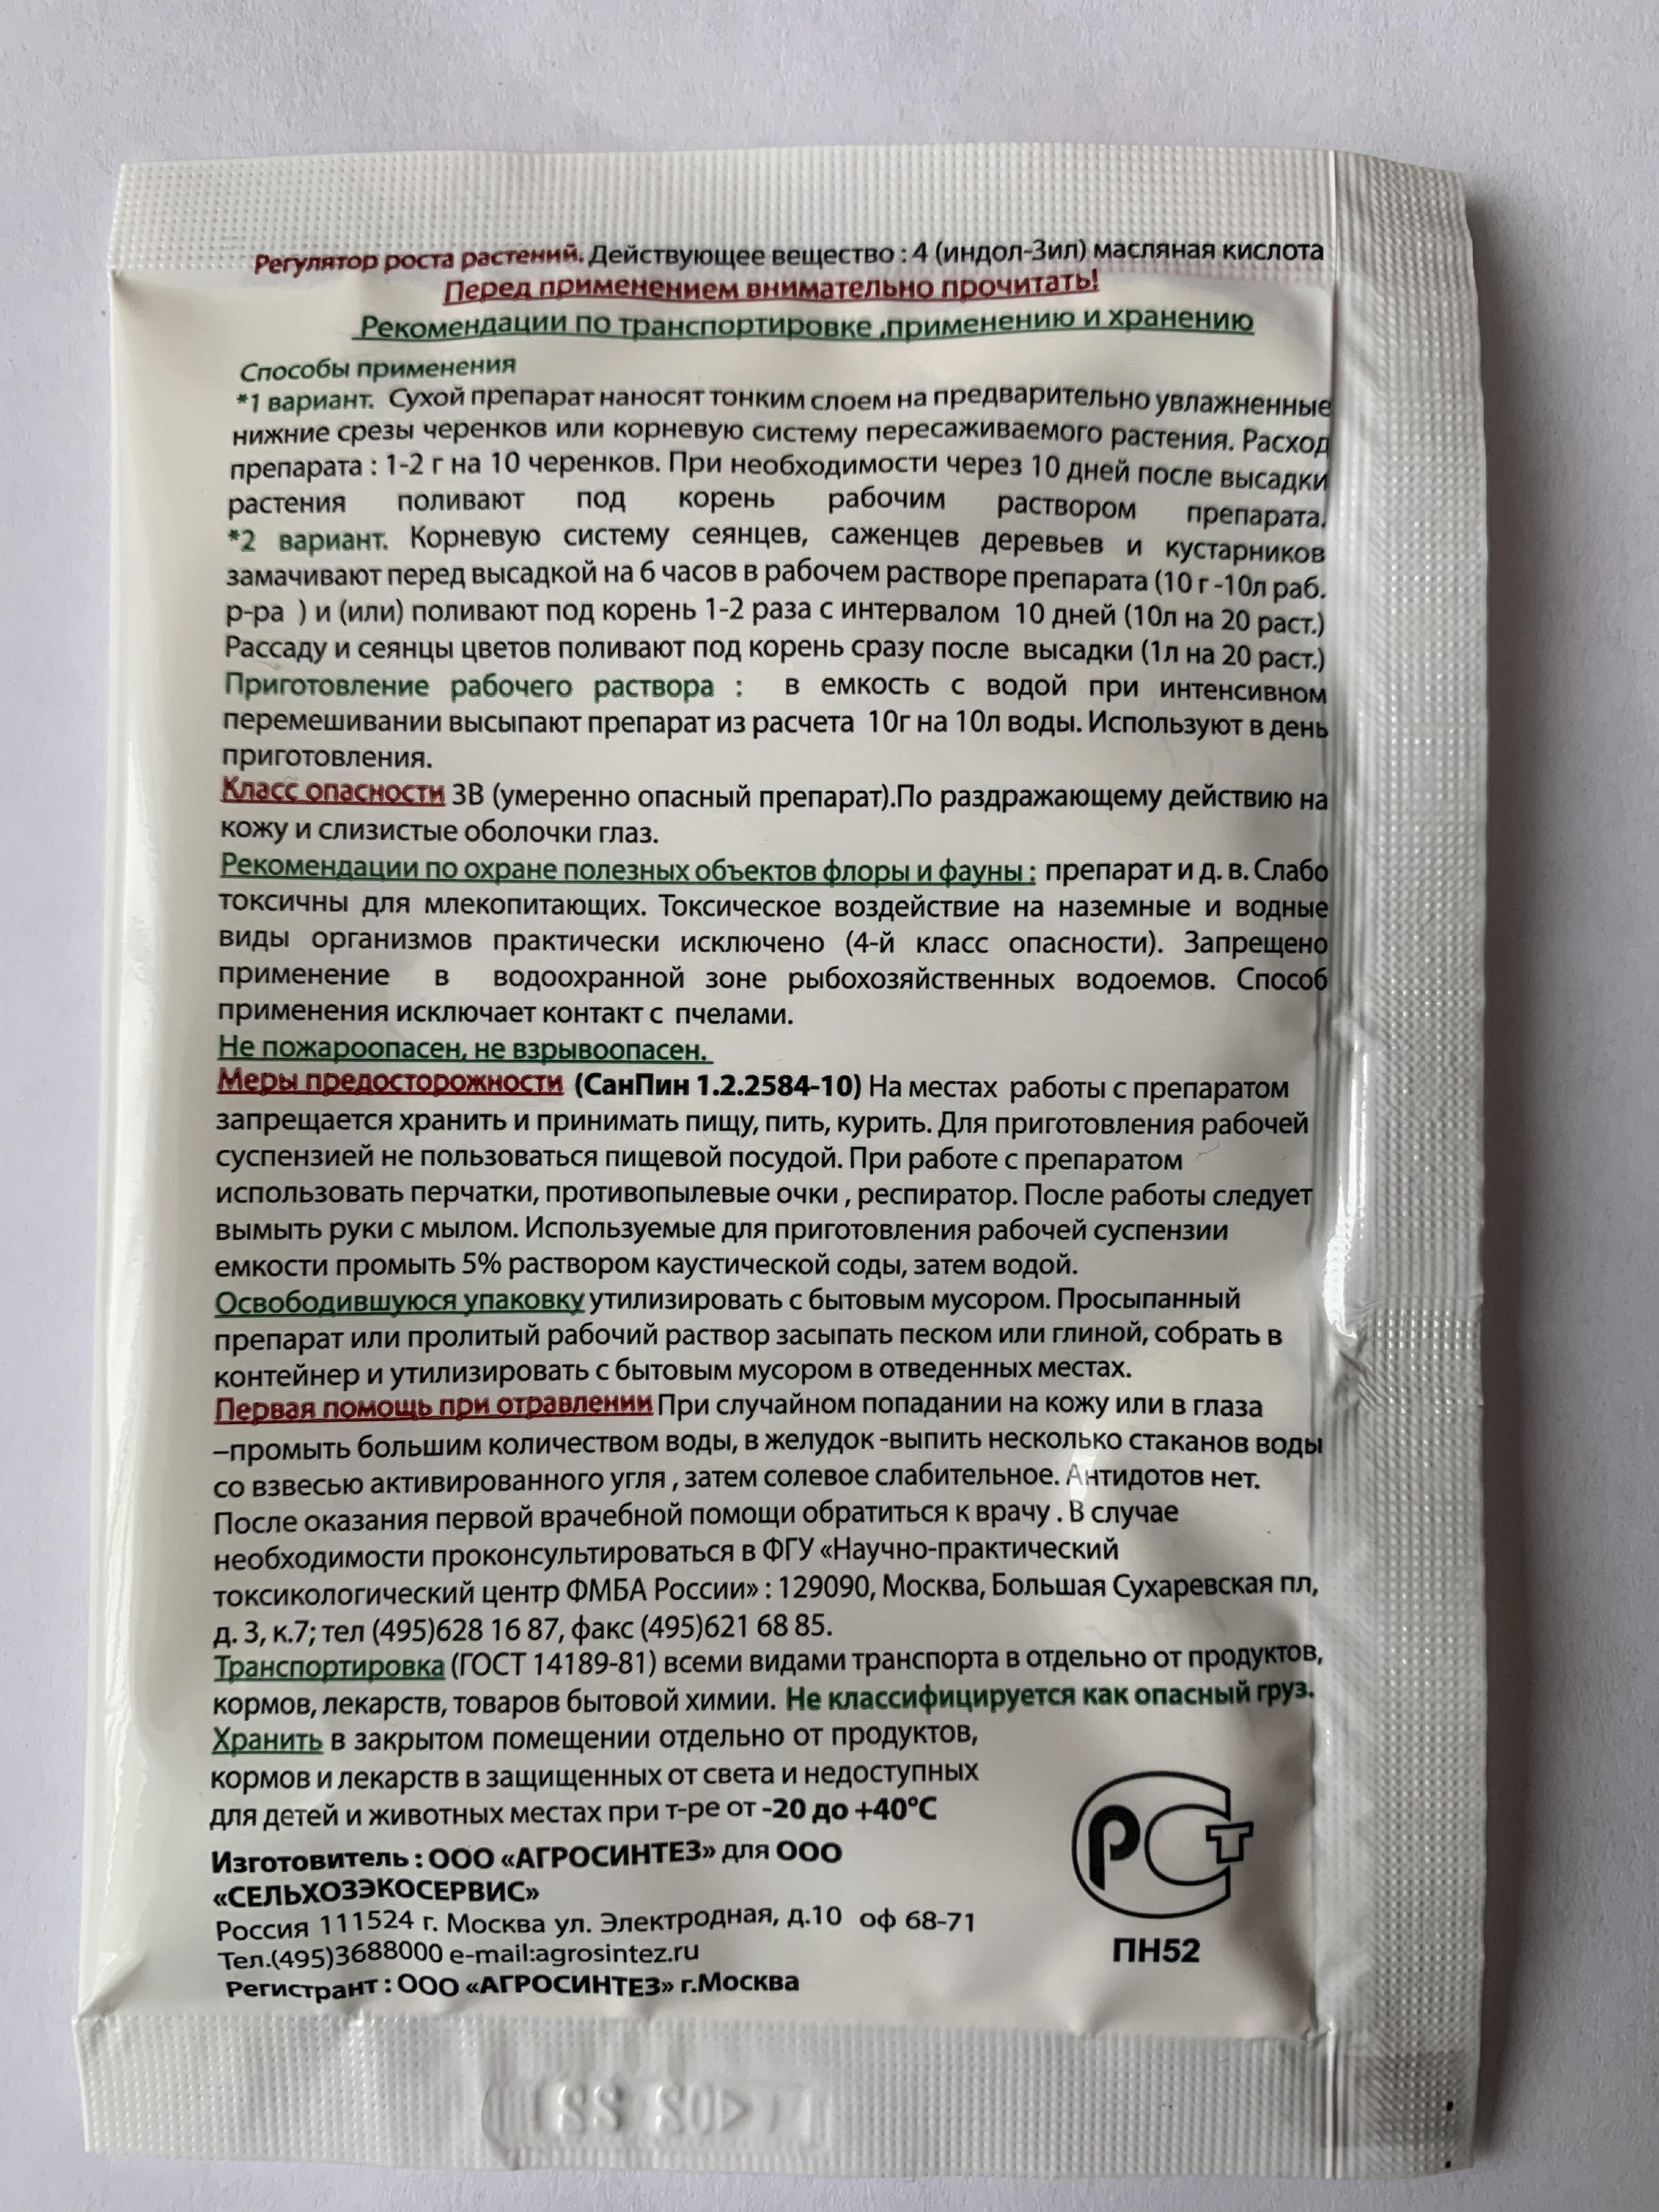 Регулятор роста растений. Действующее вещество : 4 (индол-3ил) масляная кислота
Перед применением внимательно прочитать!
Рекомендации по транспортировке ,применению и хранению
Способы применения
*1 вариант. Сухой препарат наносят тонким слоем на предварительно увлажненные
нижние срезы черенков или корневую систему пересаживаемого растения. Расход
препарата : 1-2 г на 10 черенков. При необходимости через 10 дней после высадки
растения поливают под корень рабочим раствором препарата.
*2 вариант. Корневую систему сеянцев, саженцев деревьев и кустарников
замачивают перед высадкой на 6 часов в рабочем растворе препарата (10 г -10л раб.
р-ра ) и (или) поливают под корень 1-2 раза с интервалом 10 дней (10л на 20 раст.)
Рассаду и сеянцы цветов поливают под корень сразу после высадки (1л на 20 раст.)
Приготовление рабочего раствора : в емкость с водой при интенсивном
перемешивании высыпают препарат из расчета 10г на 10л воды. Используют в день
приготовления.
Класс опасности 3В (умеренно опасный препарат).По раздражающему действию на
кожу и слизистые оболочки глаз.
Рекомендации по охране полезных объектов флоры и фауны : препарат и д. в. Слабо
токсичны для млекопитающих. Токсическое воздействие на наземные и водные
виды организмов практически исключено (4-й класс опасности). Запрещено
применение в водоохранной зоне рыбохозяйственных водоемов. Способ
применения исключает контакт с пчелами.
Не пожароопасен, не взрывоопасен.
Меры предосторожности (СанПин 1.2.2584-10) На местах работы с препаратом
запрещается хранить и принимать пищу, пить, курить. Для приготовления рабочей
суспензией не пользоваться пищевой посудой. При работе с препаратом
использовать перчатки, противопылевые очки , респиратор. После работы следует
вымыть руки с мылом. Используемые для приготовления рабочей суспензии
емкости промыть 5% раствором каустической соды, затем водой.
Освободившуюся упаковку утилизировать с бытовым мусором. Просыпанный
препарат или пролитый рабочий раствор засыпать песком или глиной, собрать в
контейнер и утилизировать с бытовым мусором в отведенных местах.
Первая помощь при отравлении При случайном попадании на кожу или в глаза
–промыть большим количеством воды, в желудок -выпить несколько стаканов воды
со взвесью активированного угля , затем солевое слабительное. Антидотов нет.
После оказания первой врачебной помощи обратиться к врачу . В случае
необходимости проконсультироваться в ФГУ «Научно-практический
токсикологический центр ФМБА России» : 129090, Москва, Большая Сухаревская пл,
д. 3, к.7; тел (495)628 16 87, факс (495)621 68 85.
Транспортировка (ГОСТ 14189-81) всеми видами транспорта в отдельно от продуктов,
кормов, лекарств, товаров бытовой химии. Не классифицируется как опасный груз.
Хранить в закрытом помещении отдельно от продуктов,
кормов и лекарств в защищенных от света и недоступных
для детей и животных местах при т-ре от -20 до +40°С
Изготовитель : ООО «АГРОСИНТЕЗ» для ООО
«СЕЛЬХОЗЭКОСЕРВИС»
Россия 111524 г. Москва ул. Электродная, д.10 оф 68-71
Тел.(495)3688000 e-mail:agrosintez.ru
Регистрант : ООО «АГРОСИНТЕЗ» г.Москва
РСТ
ПН52